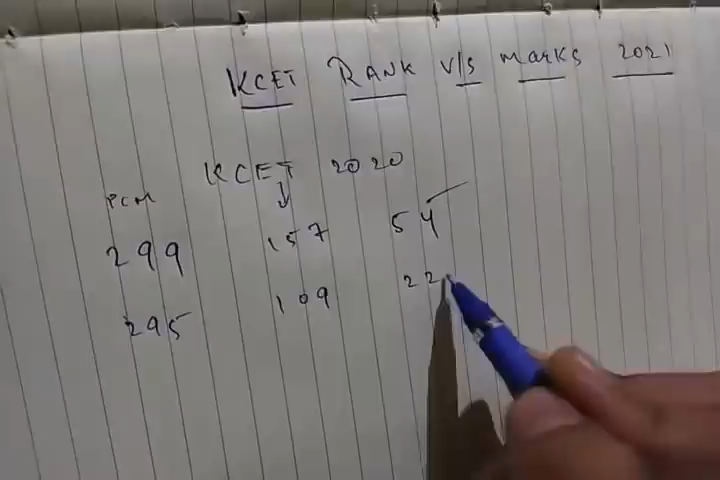 KCET RANK V/S MARKS 2021
KCET 2020
PCM
299 157 54
295 109 22